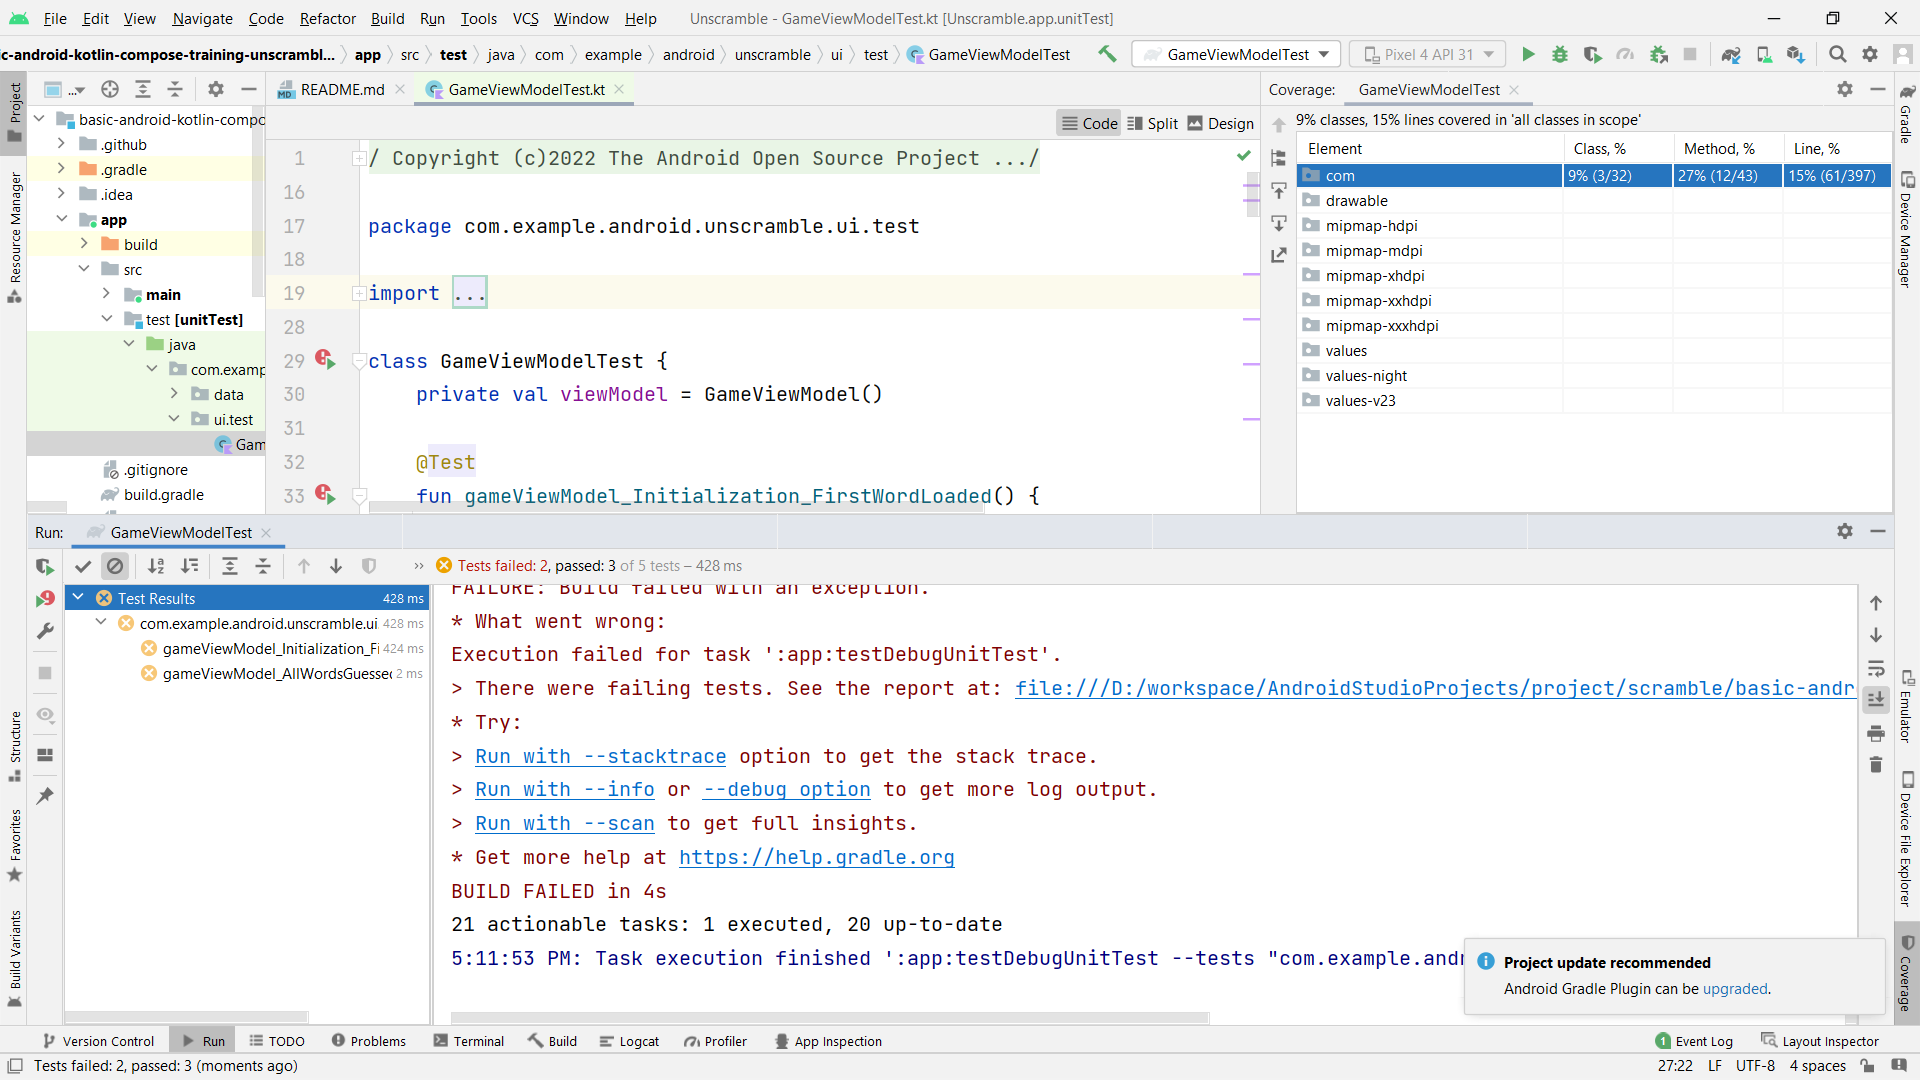 File Edit View Navigate Code Refactor Build Run Tools VCS Window Help Unscramble - GameViewModelTest.kt [Unscramble.app.unitTest]
c-android-kotlin-compose-training-unscrambl... app src test java com example android unscramble ui test GameViewModelTest GameViewModelTest Pixel 4 API 31
Project
Resource Manager
Structure
Favorites
Build Variants
...
basic-android-kotlin-compo
.github
.gradle
.idea
app
build
src
main
test [unitTest]
java
com.examp
data
ui.test
Gam
.gitignore
build.gradle
README.md GameViewModelTest.kt
Code Split Design
1 / Copyright (c)2022 The Android Open Source Project .../
16
17 package com.example.android.unscramble.ui.test
18
19 import ...
28
29 class GameViewModelTest {
30 private val viewModel = GameViewModel()
31
32 @Test
33 fun gameViewModel_Initialization_FirstWordLoaded() {
Coverage: GameViewModelTest
9% classes, 15% lines covered in 'all classes in scope'
Element Class, % Method, % Line, %
com 9% (3/32) 27% (12/43) 15% (61/397)
drawable
mipmap-hdpi
mipmap-mdpi
mipmap-xhdpi
mipmap-xxhdpi
mipmap-xxxhdpi
values
values-night
values-v23
Gradle
Device Manager
Emulator
Device File Explorer
Coverage
Run: GameViewModelTest
Tests failed: 2, passed: 3 of 5 tests – 428 ms
Test Results 428 ms
com.example.android.unscramble.ui 428 ms
gameViewModel_Initialization_Fi 424 ms
gameViewModel_AllWordsGuessed 2 ms
FAILURE: Build failed with an exception.
* What went wrong:
Execution failed for task ':app:testDebugUnitTest'.
> There were failing tests. See the report at: file:///D:/workspace/AndroidStudioProjects/project/scramble/basic-andr
* Try:
> Run with --stacktrace option to get the stack trace.
> Run with --info or --debug option to get more log output.
> Run with --scan to get full insights.
* Get more help at https://help.gradle.org
BUILD FAILED in 4s
21 actionable tasks: 1 executed, 20 up-to-date
5:11:53 PM: Task execution finished ':app:testDebugUnitTest --tests "com.example.andr
Project update recommended
Android Gradle Plugin can be upgraded.
Version Control Run TODO Problems Terminal Build Logcat Profiler App Inspection 1 Event Log Layout Inspector
Tests failed: 2, passed: 3 (moments ago) 27:22 LF UTF-8 4 spaces